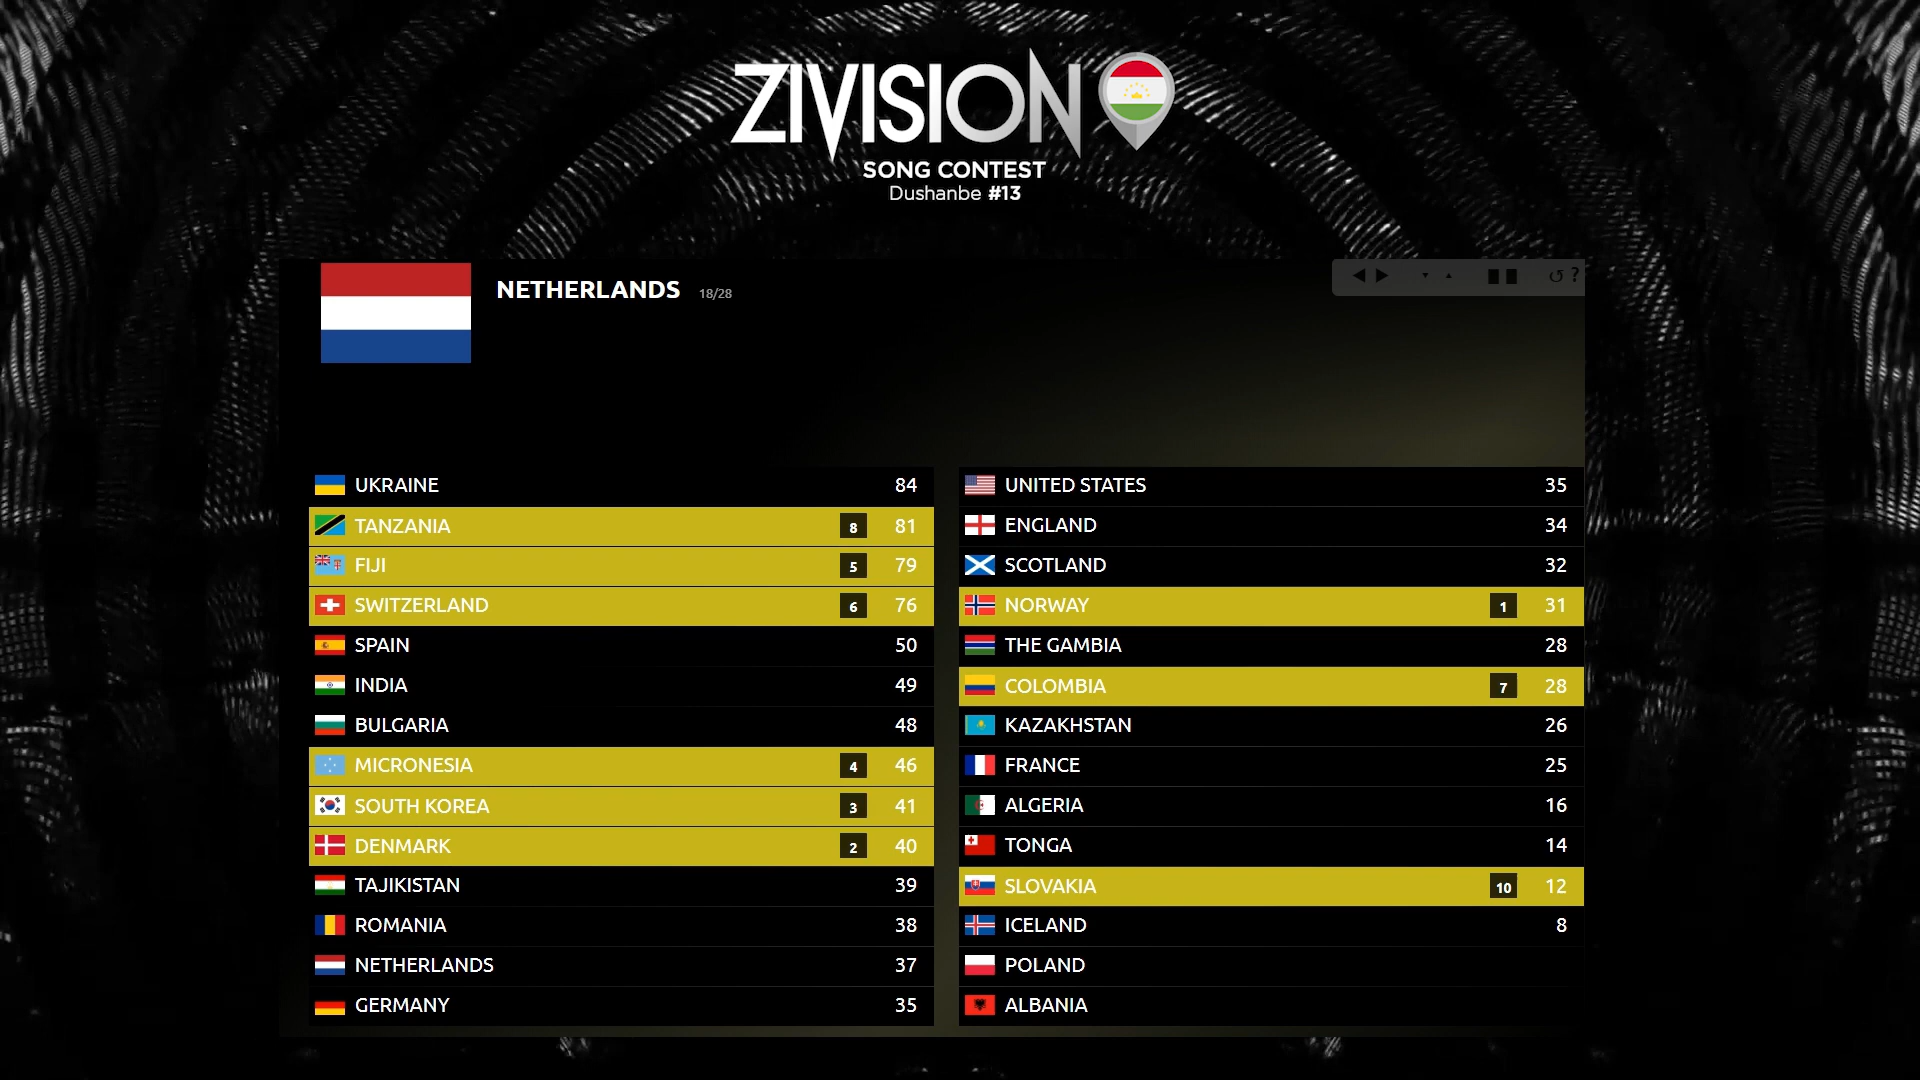 ZIVISION
SONG CONTEST
Dushanbe #13
NETHERLANDS 18/28
?
UKRAINE 84
TANZANIA 8 81
FIJI 5 79
SWITZERLAND 6 76
SPAIN 50
INDIA 49
BULGARIA 48
MICRONESIA 4 46
SOUTH KOREA 3 41
DENMARK 2 40
TAJIKISTAN 39
ROMANIA 38
NETHERLANDS 37
GERMANY 35
UNITED STATES 35
ENGLAND 34
SCOTLAND 32
NORWAY 1 31
THE GAMBIA 28
COLOMBIA 7 28
KAZAKHSTAN 26
FRANCE 25
ALGERIA 16
TONGA 14
SLOVAKIA 10 12
ICELAND 8
POLAND
ALBANIA